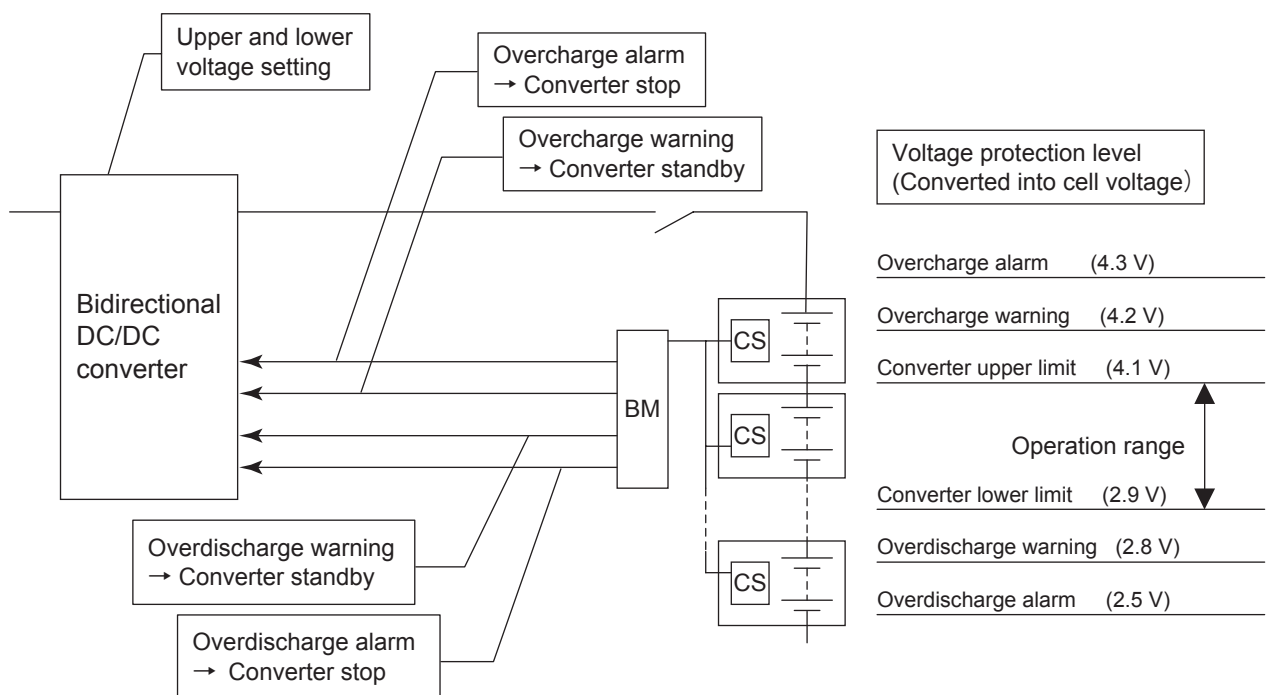 Upper and lower
voltage setting
Overcharge alarm
→ Converter stop
Overcharge warning
→ Converter standby
Voltage protection level
(Converted into cell voltage）
Bidirectional
DC/DC
converter
BM
CS
CS
CS
Overcharge alarm (4.3 V)
Overcharge warning (4.2 V)
Converter upper limit (4.1 V)
Operation range
Converter lower limit (2.9 V)
Overdischarge warning (2.8 V)
Overdischarge alarm (2.5 V)
Overdischarge warning
→ Converter standby
Overdischarge alarm
→ Converter stop